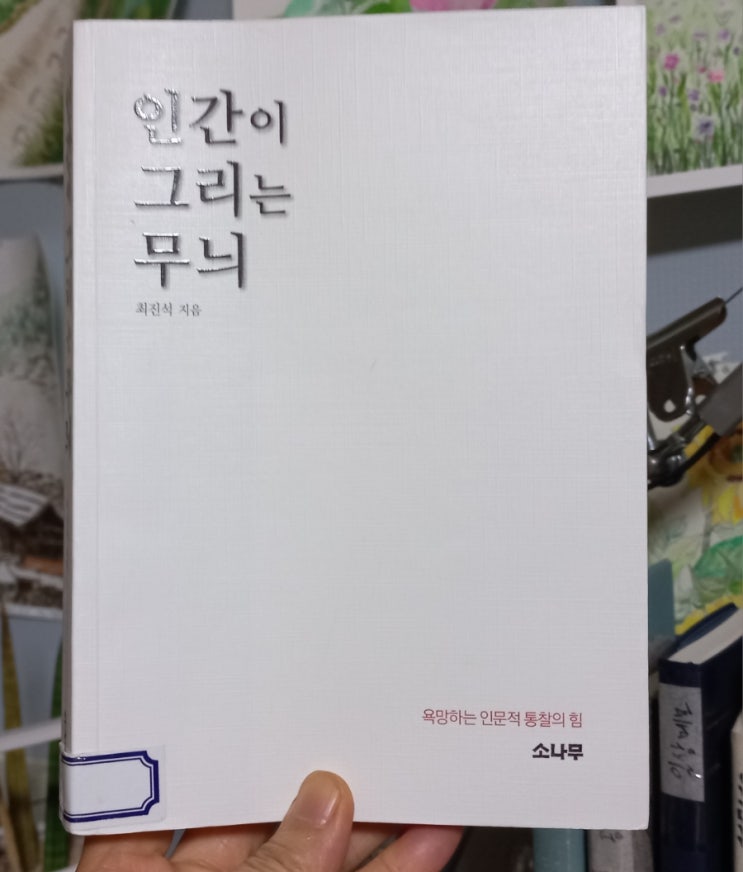 인간이
그리는
무늬
최진석 지음
욕망하는 인문적 통찰의 힘
소나무